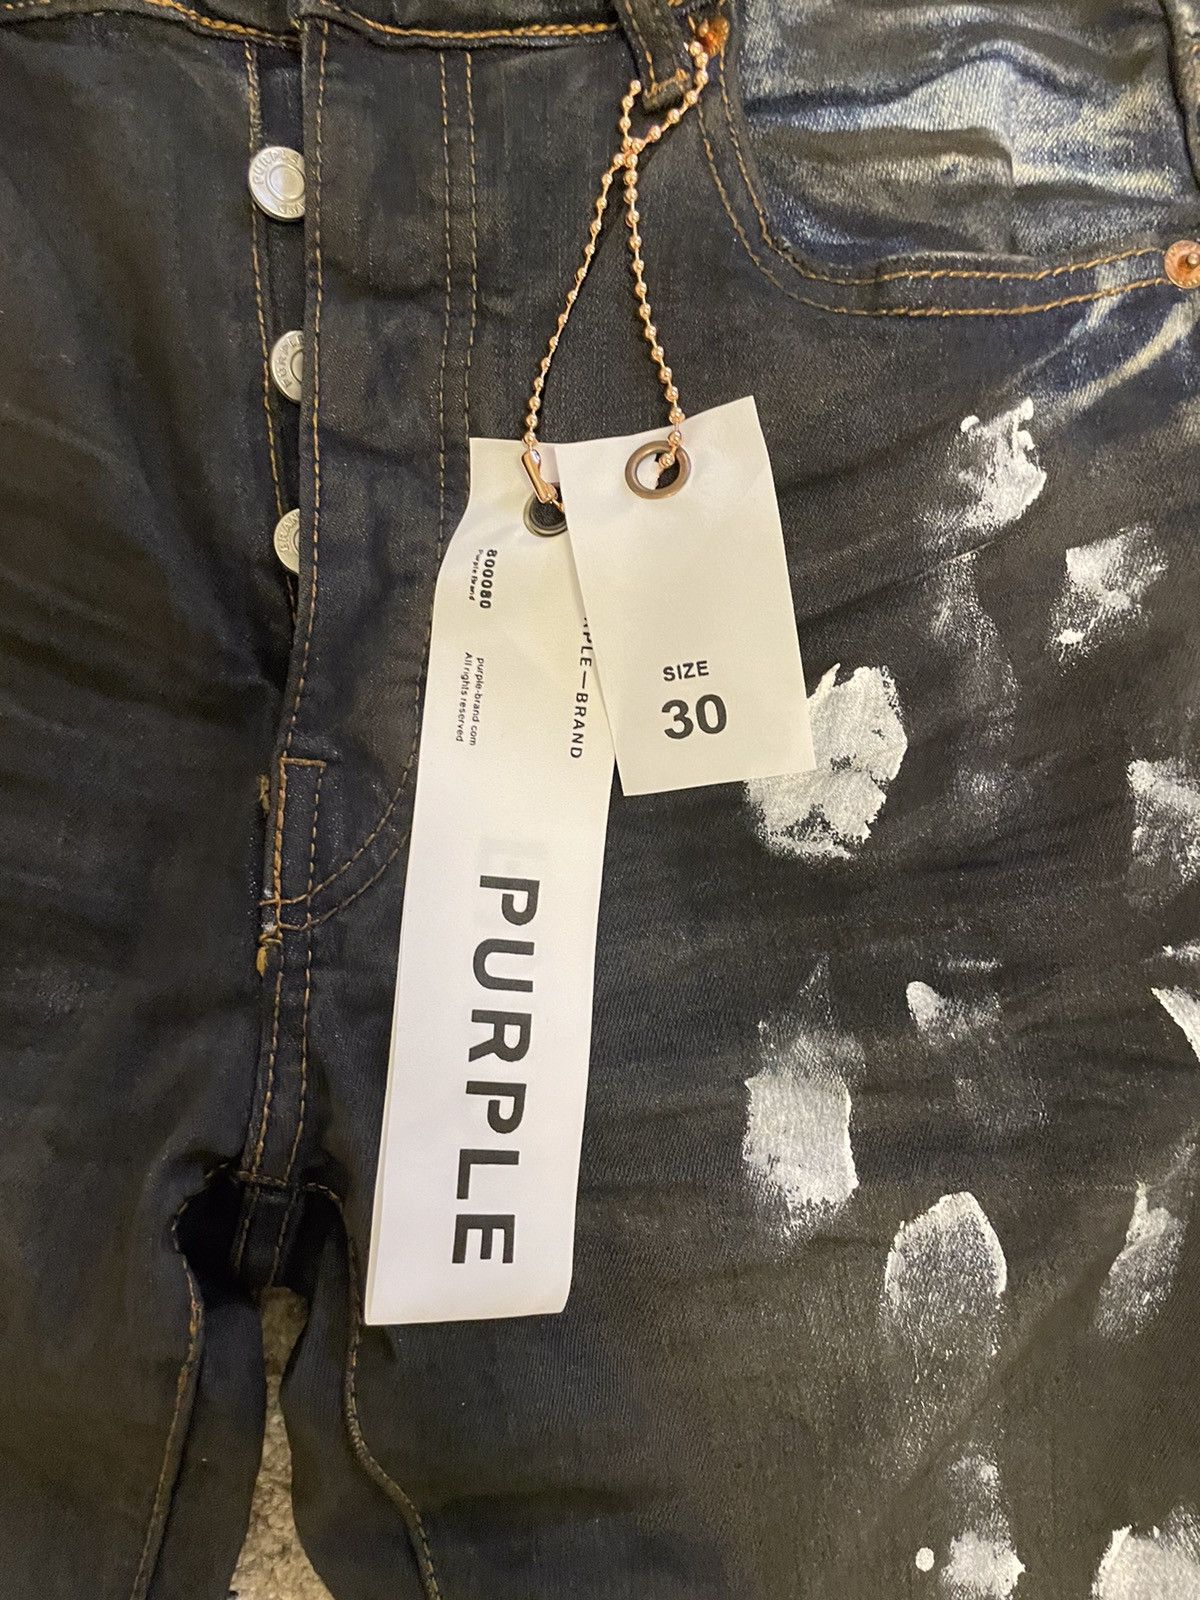 800080
Purple Brand
purple-brand.com
All rights reserved
PLE—BRAND
SIZE
30
PURPLE